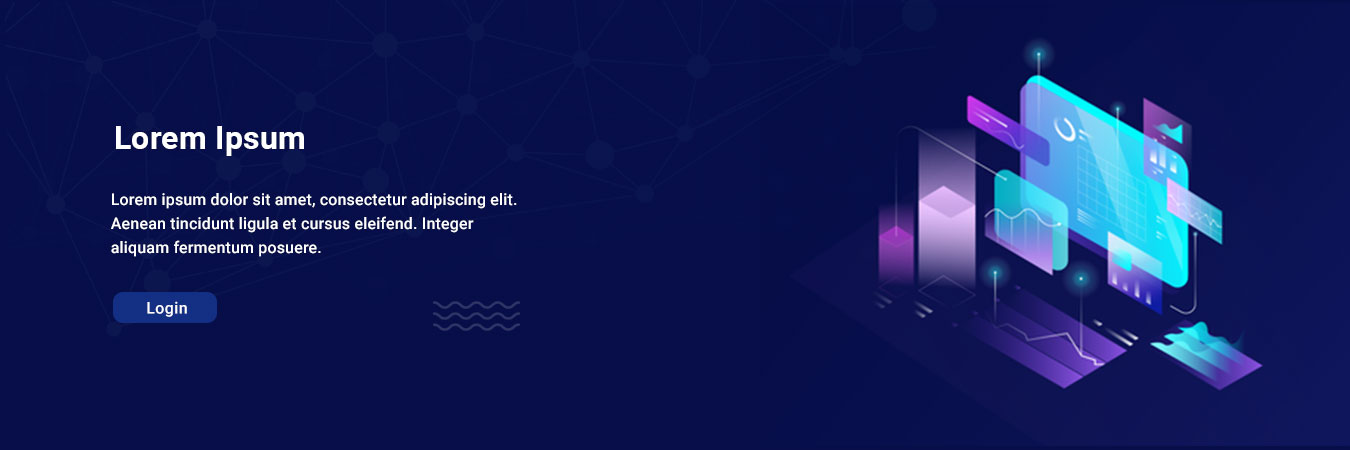 Lorem Ipsum
Lorem ipsum dolor sit amet, consectetur adipiscing elit.
Aenean tincidunt ligula et cursus eleifend. Integer
aliquam fermentum posuere.
Login